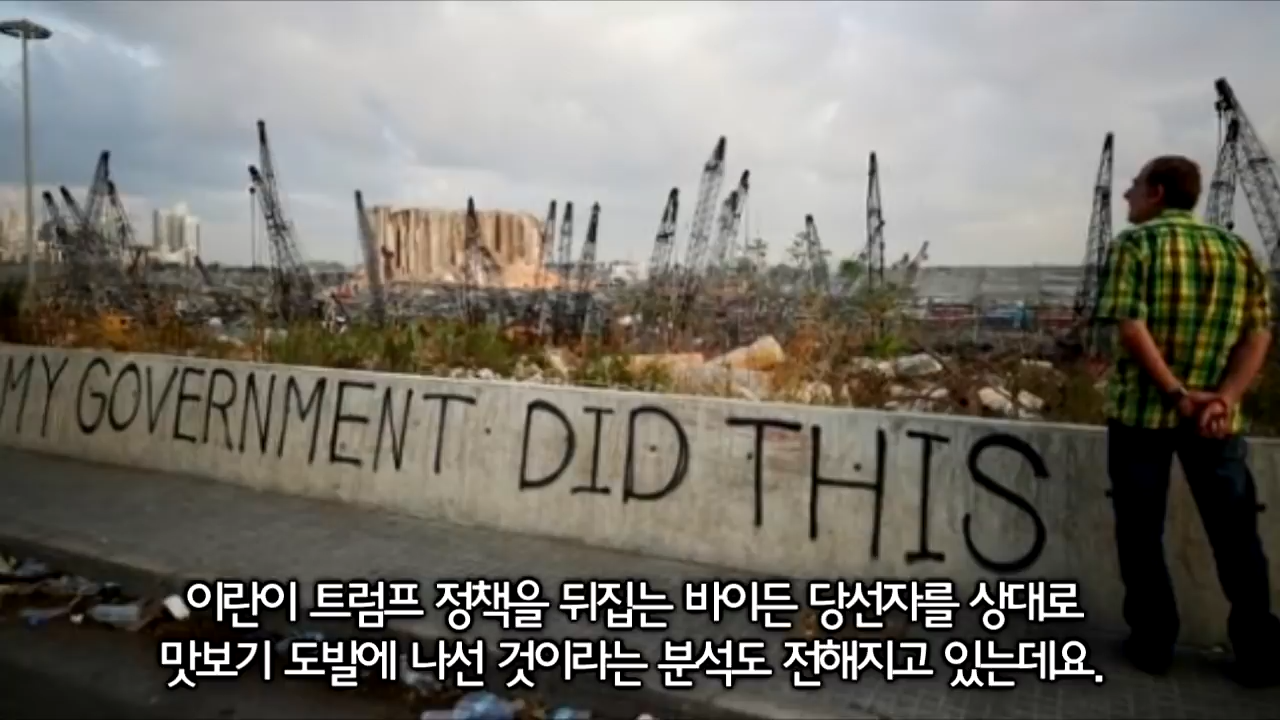 MY GOVERNMENT DID THIS
이란이 트럼프 정책을 뒤집는 바이든 당선자를 상대로
맛보기 도발에 나선 것이라는 분석도 전해지고 있는데요.